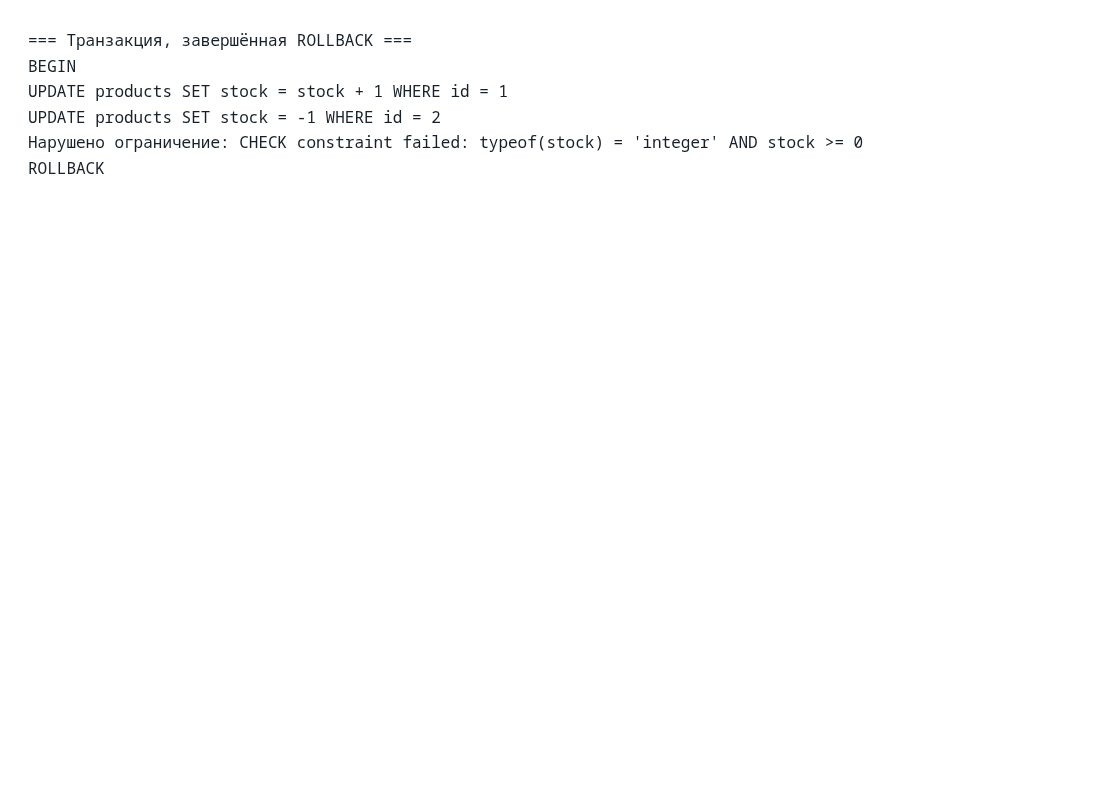 === Транзакция, завершённая ROLLBACK ===
BEGIN
UPDATE products SET stock = stock + 1 WHERE id = 1
UPDATE products SET stock = -1 WHERE id = 2
Нарушено ограничение: CHECK constraint failed: typeof(stock) = 'integer' AND stock >= 0
ROLLBACK